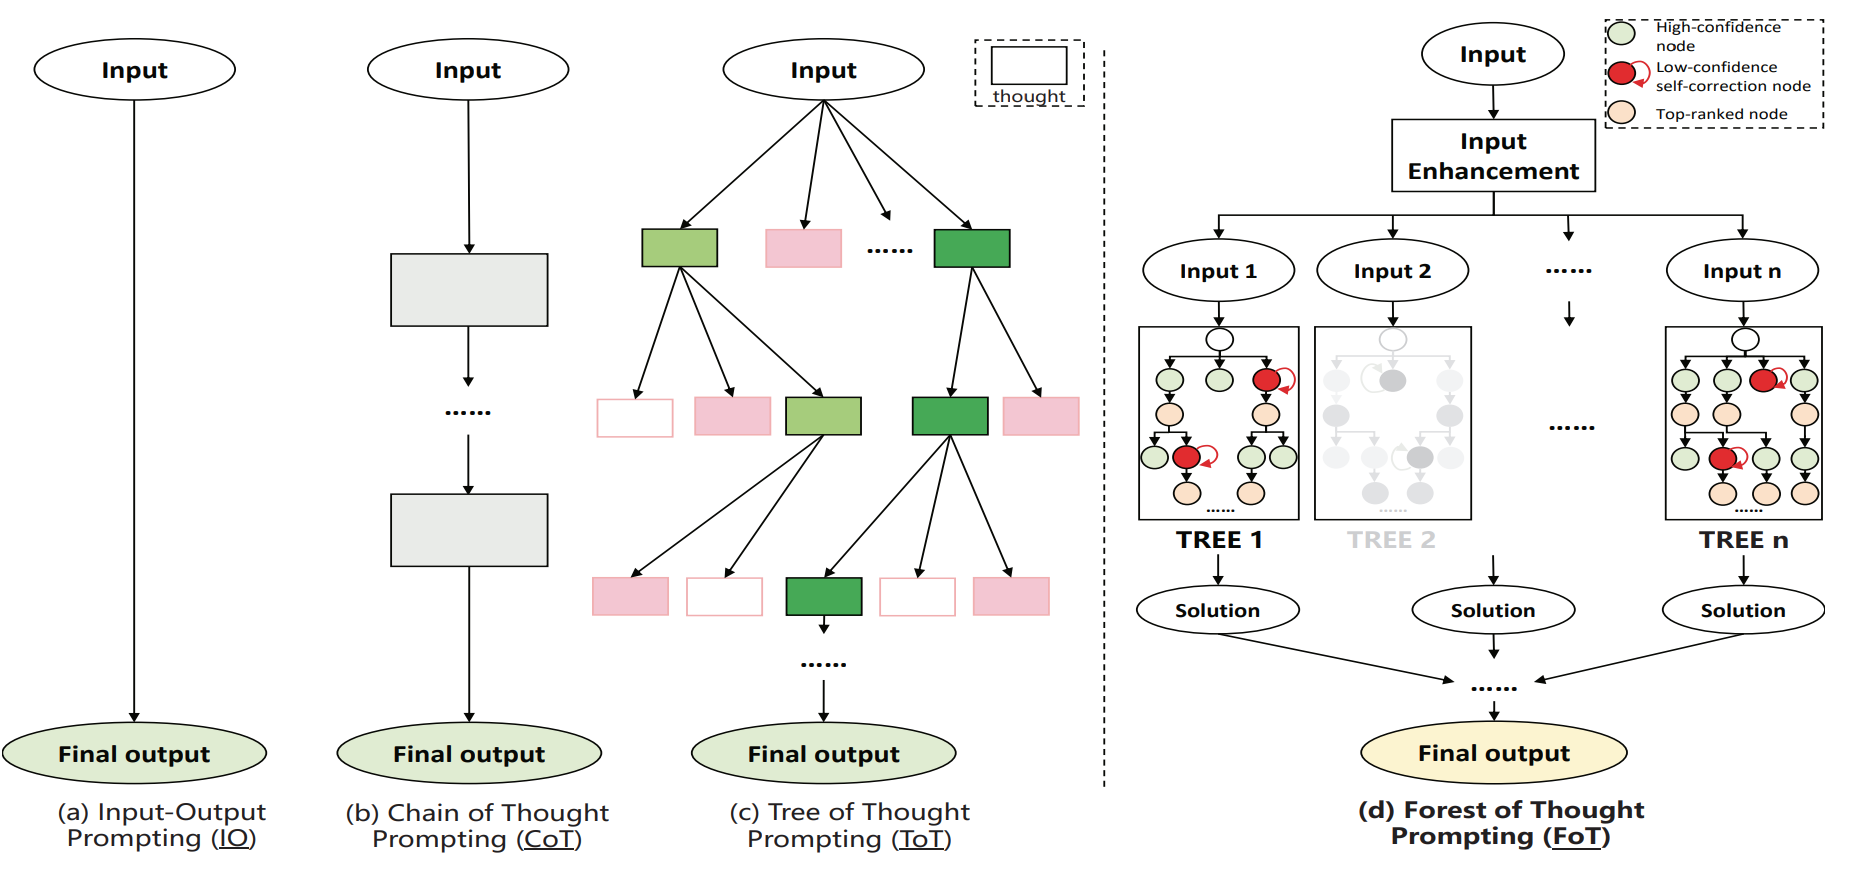 Input
Final output
(a) Input-Output
Prompting (IO)
Input
……
Final output
(b) Chain of Thought
Prompting (CoT)
Input
thought
……
……
Final output
(c) Tree of Thought
Prompting (ToT)
High-confidence
node
Low-confidence
self-correction node
Top-ranked node
Input
Input
Enhancement
Input 1
Input 2
……
Input n
……
……
……
……
TREE 1
TREE 2
TREE n
Solution
Solution
Solution
……
Final output
(d) Forest of Thought
Prompting (FoT)